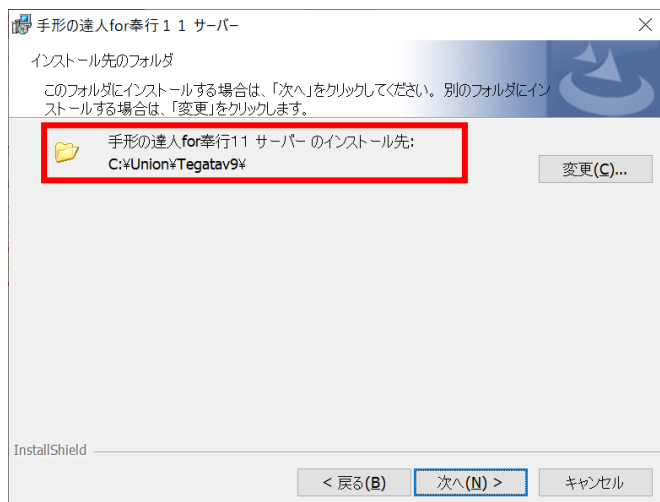 手形の達人for奉行１１ サーバー
インストール先のフォルダ
このフォルダにインストールする場合は、「次へ」をクリックしてください。別のフォルダにイン
ストールする場合は、「変更」をクリックします。
手形の達人for奉行11 サーバー のインストール先:
C:¥Union¥Tegatav9¥
変更(C)...
InstallShield
< 戻る(B)
次へ(N) >
キャンセル